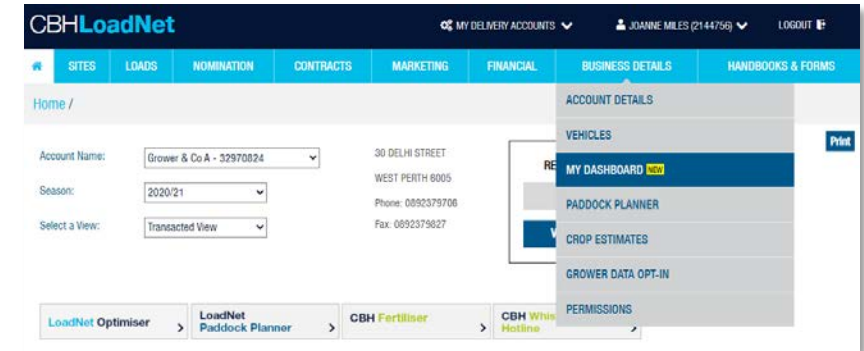 CBHLoadNet
MY DELIVERY ACCOUNTS
JOANNE MILES (2144756)
LOGOUT
SITES
LOADS
NOMINATION
CONTRACTS
MARKETING
FINANCIAL
BUSINESS DETAILS
HANDBOOKS & FORMS
Home /
ACCOUNT DETAILS
VEHICLES
MY DASHBOARD NEW
PADDOCK PLANNER
CROP ESTIMATES
GROWER DATA OPT-IN
PERMISSIONS
Print
Account Name:
Grower & Co A - 32970824
Season:
2020/21
Select a View:
Transacted View
30 DELHI STREET
WEST PERTH 6005
Phone: 0892379706
Fax: 0892379827
RE
LoadNet Optimiser
LoadNet
Paddock Planner
CBH Fertiliser
CBH Whis
Hotline